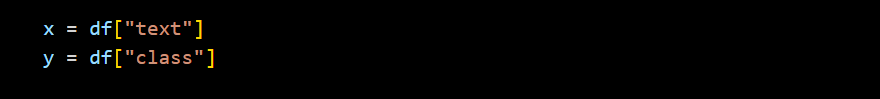 x = df["text"]
y = df["class"]